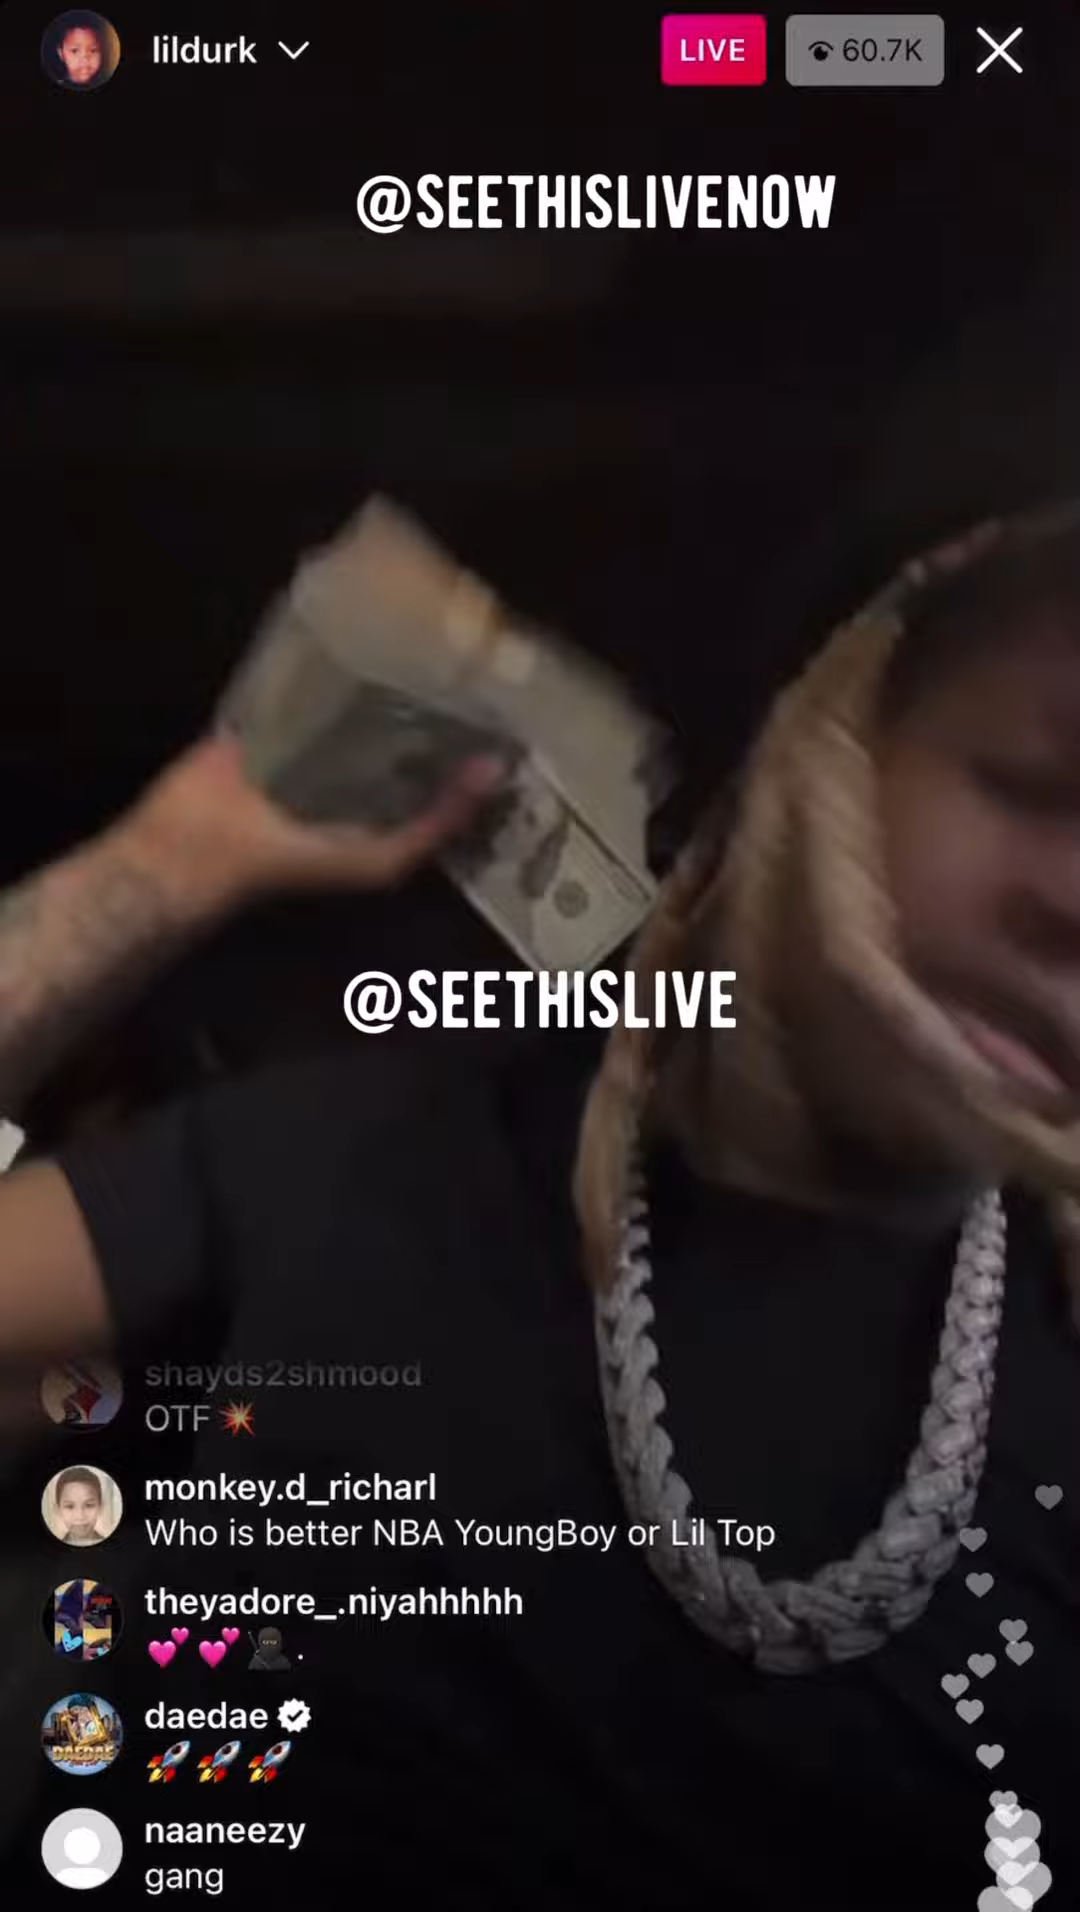 lildurk
LIVE
60.7K
@SEETHISLIVENOW
@SEETHISLIVE
shayds2shmood
OTF💥
monkey.d_richarl
Who is better NBA YoungBoy or Lil Top
theyadore_.niyahhhhh
💕💕🥷🏿.
daedae
🚀🚀🚀
naaneezy
gang